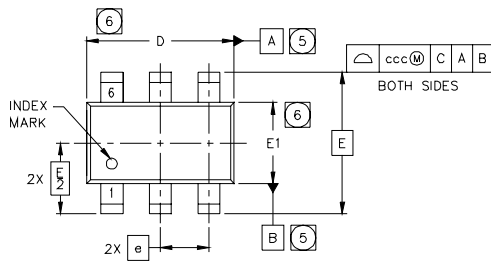 6
D
A 5
⌓ ccc Ⓜ C A B
BOTH SIDES
6
INDEX
MARK
E1
6
E
2X E/2
1
B 5
2X e